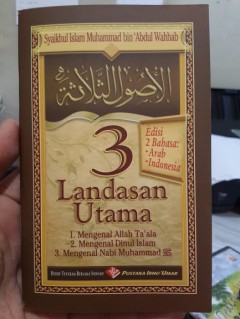 Syaikhul Islam Muhammad bin 'Abdul Wahhab
الأصول الثلاثة
3
Edisi
2 Bahasa:
- Arab
- Indonesia
Landasan
Utama
1. Mengenal Allah Ta'ala
2. Mengenal Dinul Islam
3. Mengenal Nabi Muhammad ﷺ
PUSTAKA IBNU 'UMAR